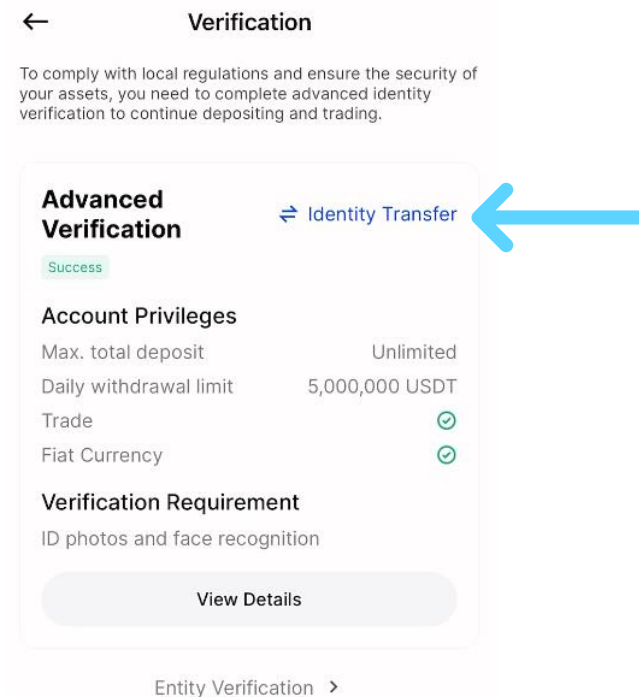 Verification
To comply with local regulations and ensure the security of
your assets, you need to complete advanced identity
verification to continue depositing and trading.
Advanced
Verification
Identity Transfer
Success
Account Privileges
Max. total deposit Unlimited
Daily withdrawal limit 5,000,000 USDT
Trade
Fiat Currency
Verification Requirement
ID photos and face recognition
View Details
Entity Verification >